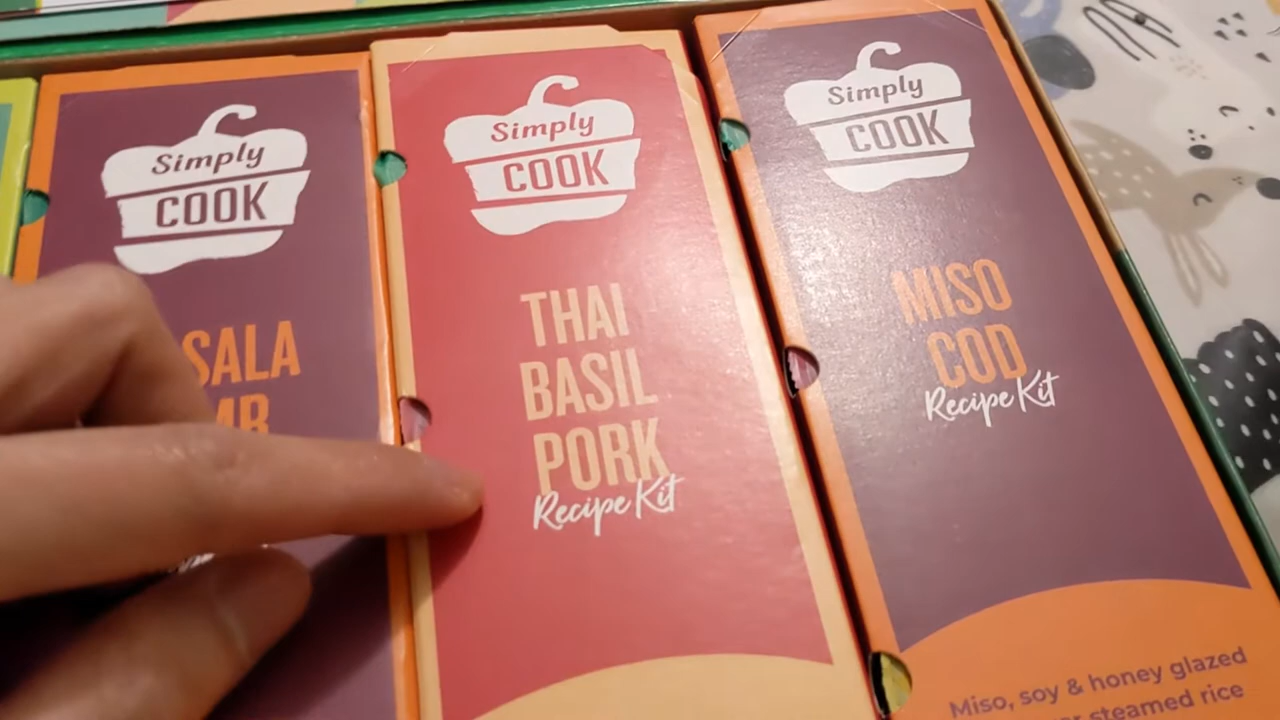 Simply
COOK
SALA
Simply
COOK
THAI
BASIL
PORK
Recipe Kit
Simply
COOK
MISO
COD
Recipe Kit
Miso, soy & honey glazed
steamed rice